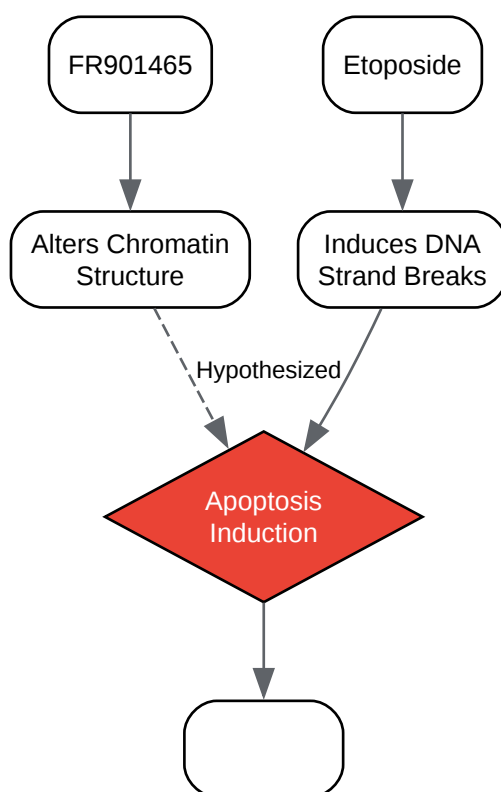 FR901465
Etoposide
Alters Chromatin
Structure
Induces DNA
Strand Breaks
Hypothesized
Apoptosis
Induction